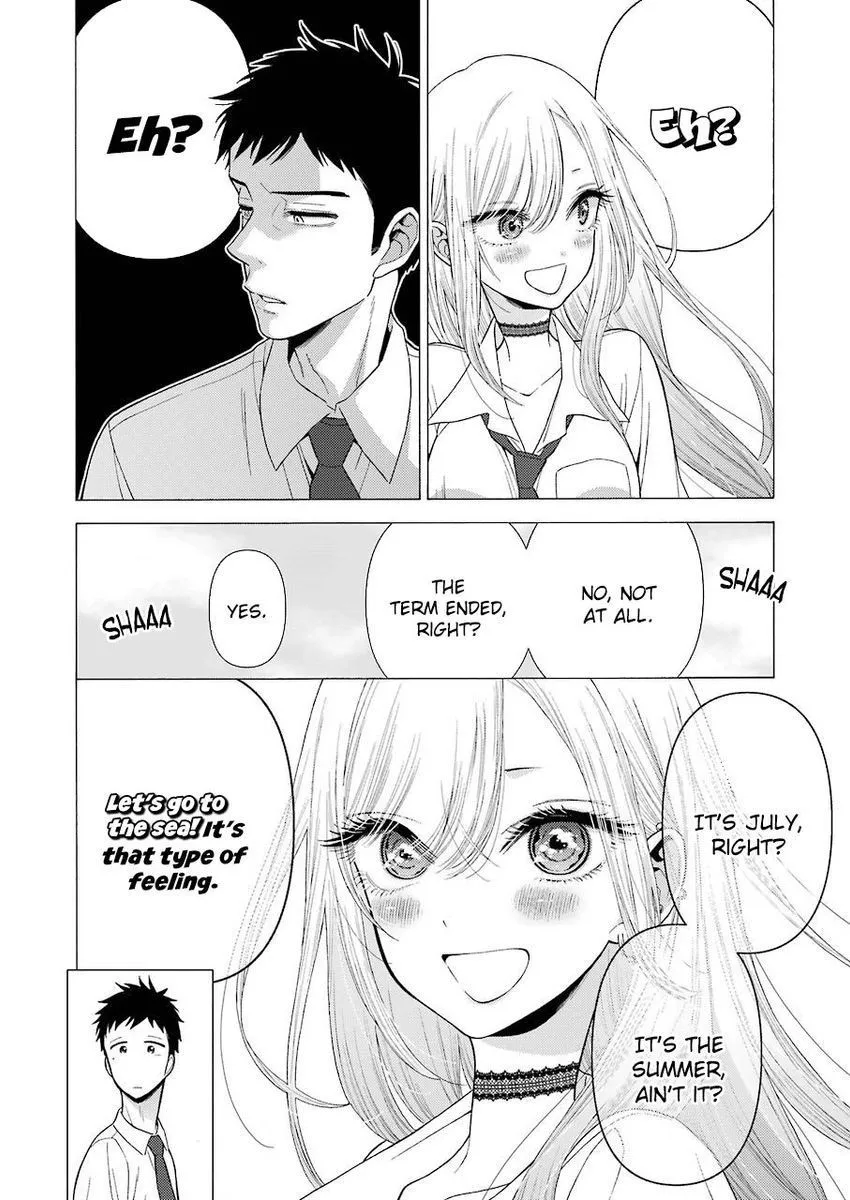 Eh?
Eh?
SHAAA
NO, NOT
AT ALL.
THE
TERM ENDED,
RIGHT?
YES.
SHAAA
IT'S JULY,
RIGHT?
IT'S THE
SUMMER,
AIN'T IT?
Let's go to
the sea! It's
that type of
feeling.